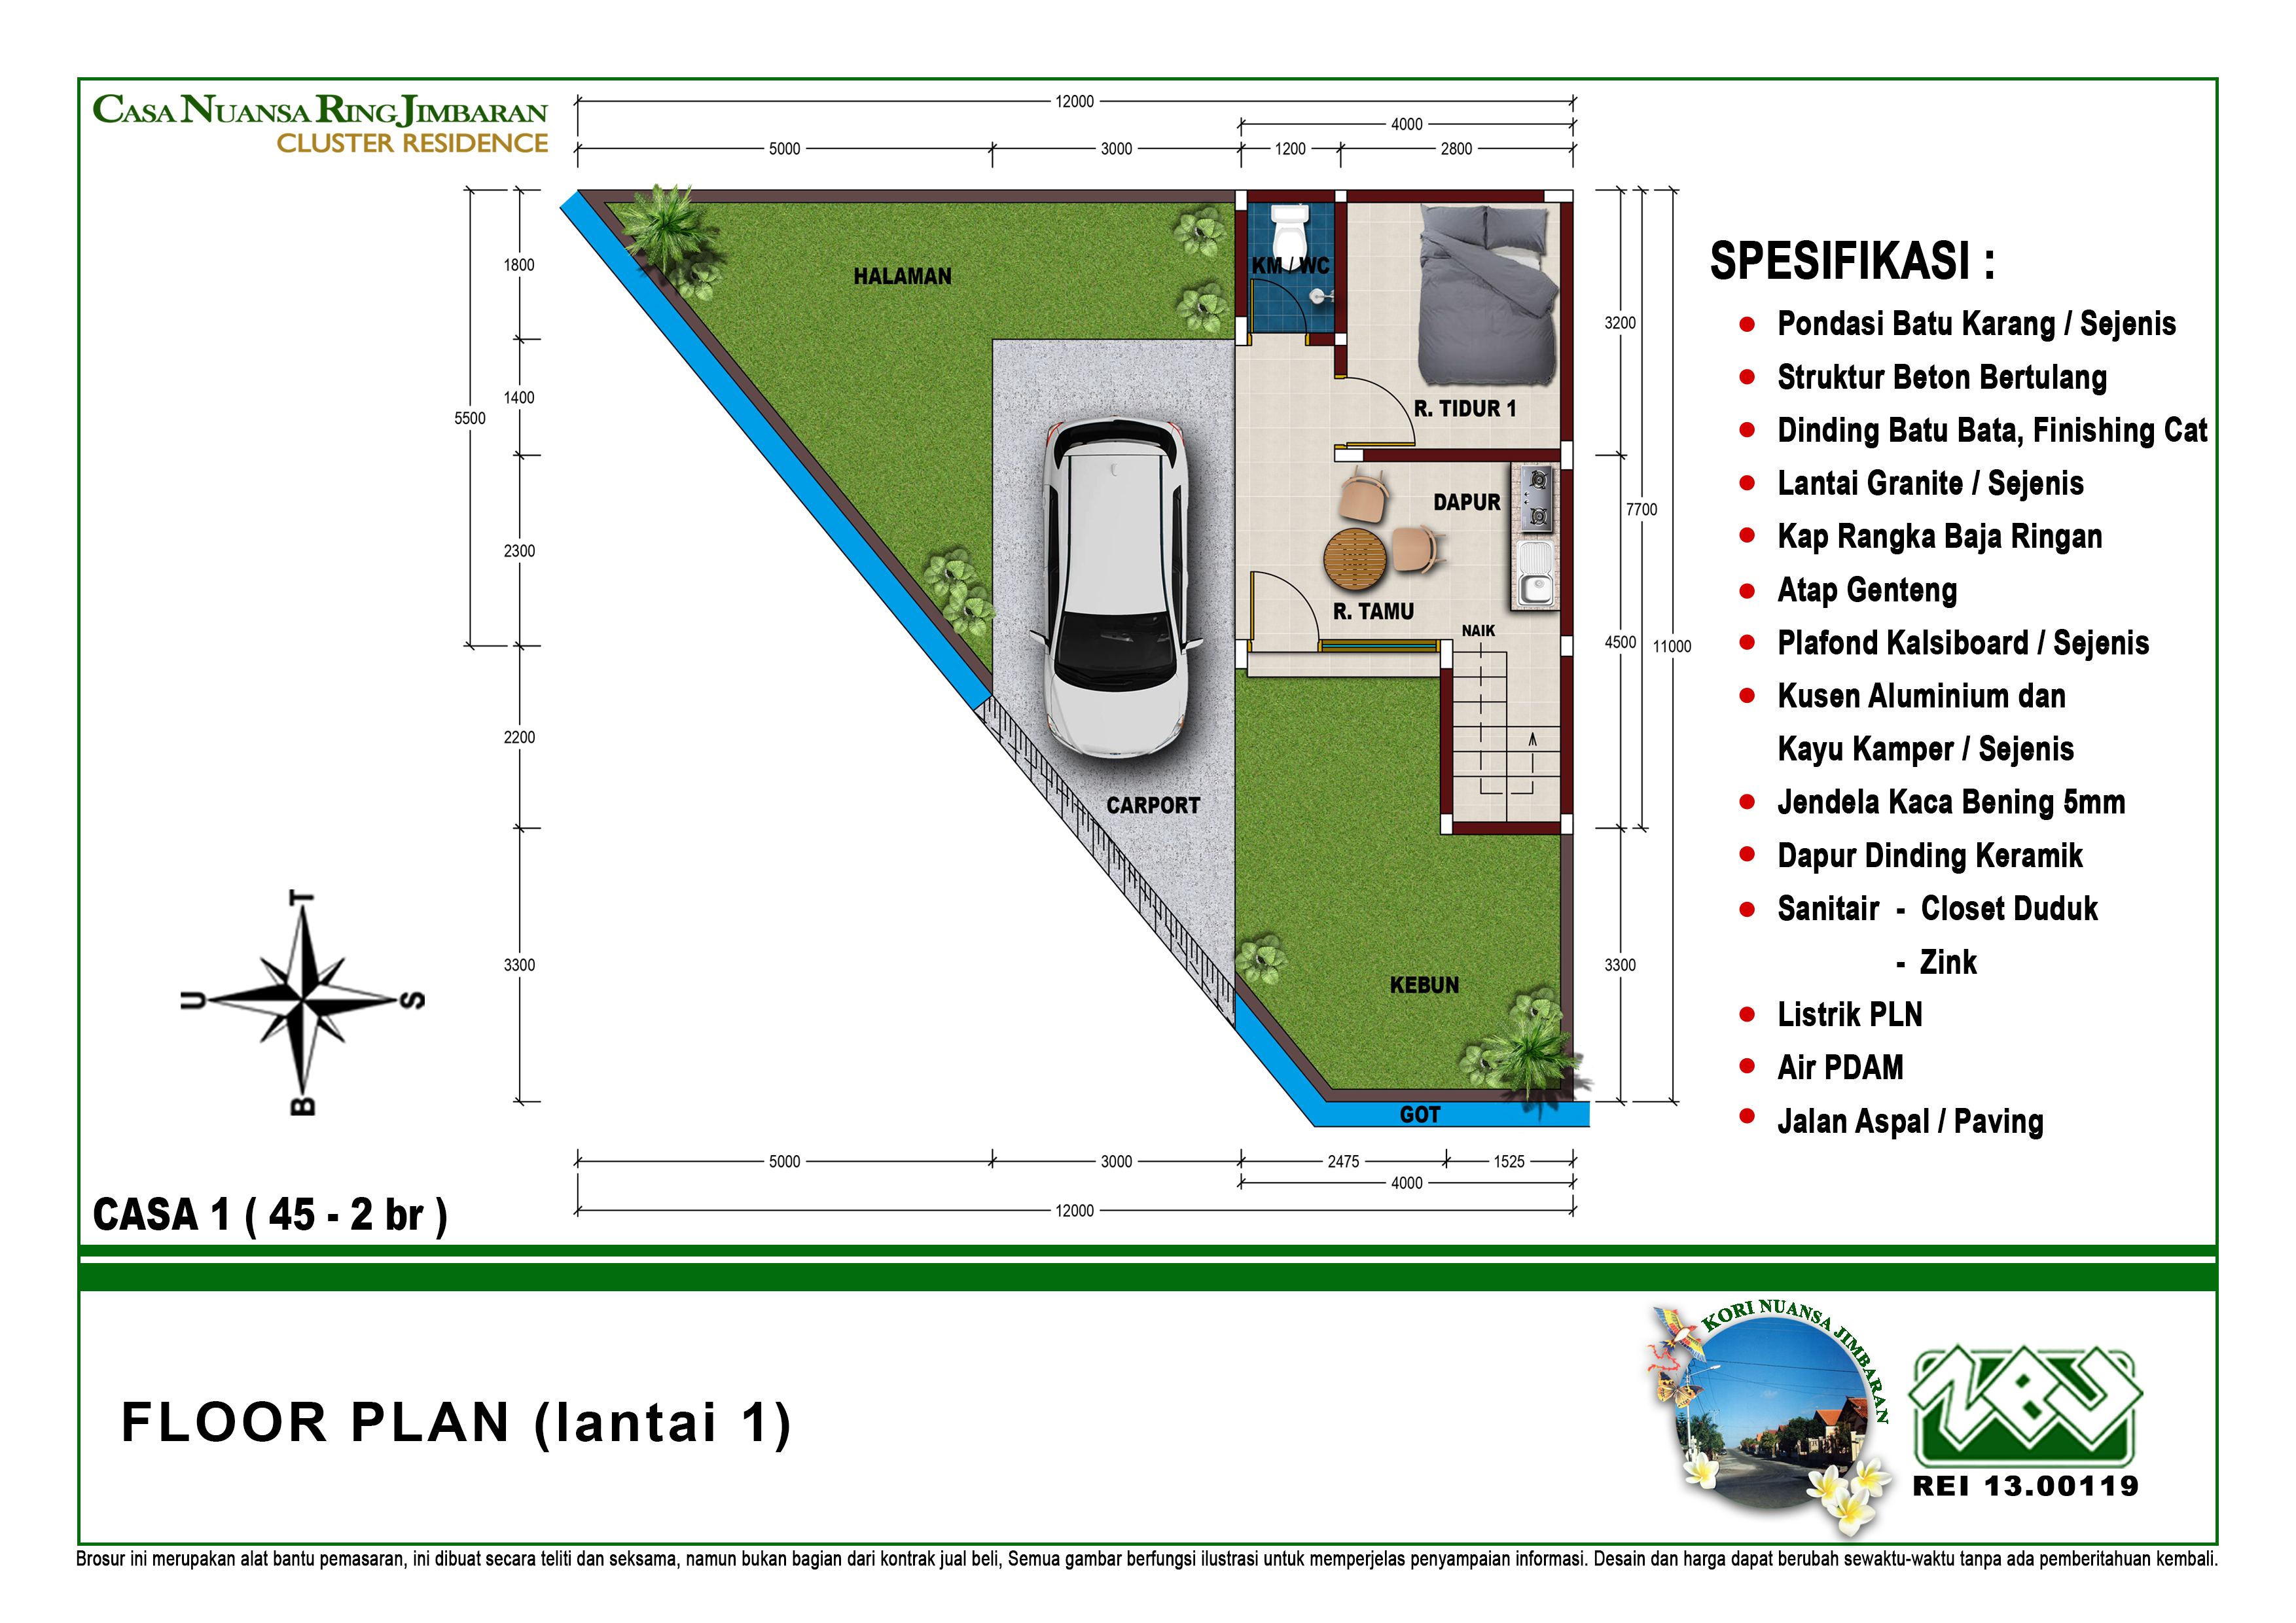 CASA NUANSA RING JIMBARAN
CLUSTER RESIDENCE
12000
4000
5000
3000
1200
2800
1800
1400
5500
2300
2200
3300
3200
7700
4500
11000
3300
HALAMAN
KM / WC
R. TIDUR 1
DAPUR
R. TAMU
NAIK
CARPORT
KEBUN
GOT
5000
3000
2475
1525
4000
12000
T
U
S
B
SPESIFIKASI :
Pondasi Batu Karang / Sejenis
Struktur Beton Bertulang
Dinding Batu Bata, Finishing Cat
Lantai Granite / Sejenis
Kap Rangka Baja Ringan
Atap Genteng
Plafond Kalsiboard / Sejenis
Kusen Aluminium dan
Kayu Kamper / Sejenis
Jendela Kaca Bening 5mm
Dapur Dinding Keramik
Sanitair - Closet Duduk
- Zink
Listrik PLN
Air PDAM
Jalan Aspal / Paving
CASA 1 ( 45 - 2 br )
FLOOR PLAN (lantai 1)
KORI NUANSA JIMBARAN
NBU
REI 13.00119
Brosur ini merupakan alat bantu pemasaran, ini dibuat secara teliti dan seksama, namun bukan bagian dari kontrak jual beli, Semua gambar berfungsi ilustrasi untuk memperjelas penyampaian informasi. Desain dan harga dapat berubah sewaktu-waktu tanpa ada pemberitahuan kembali.